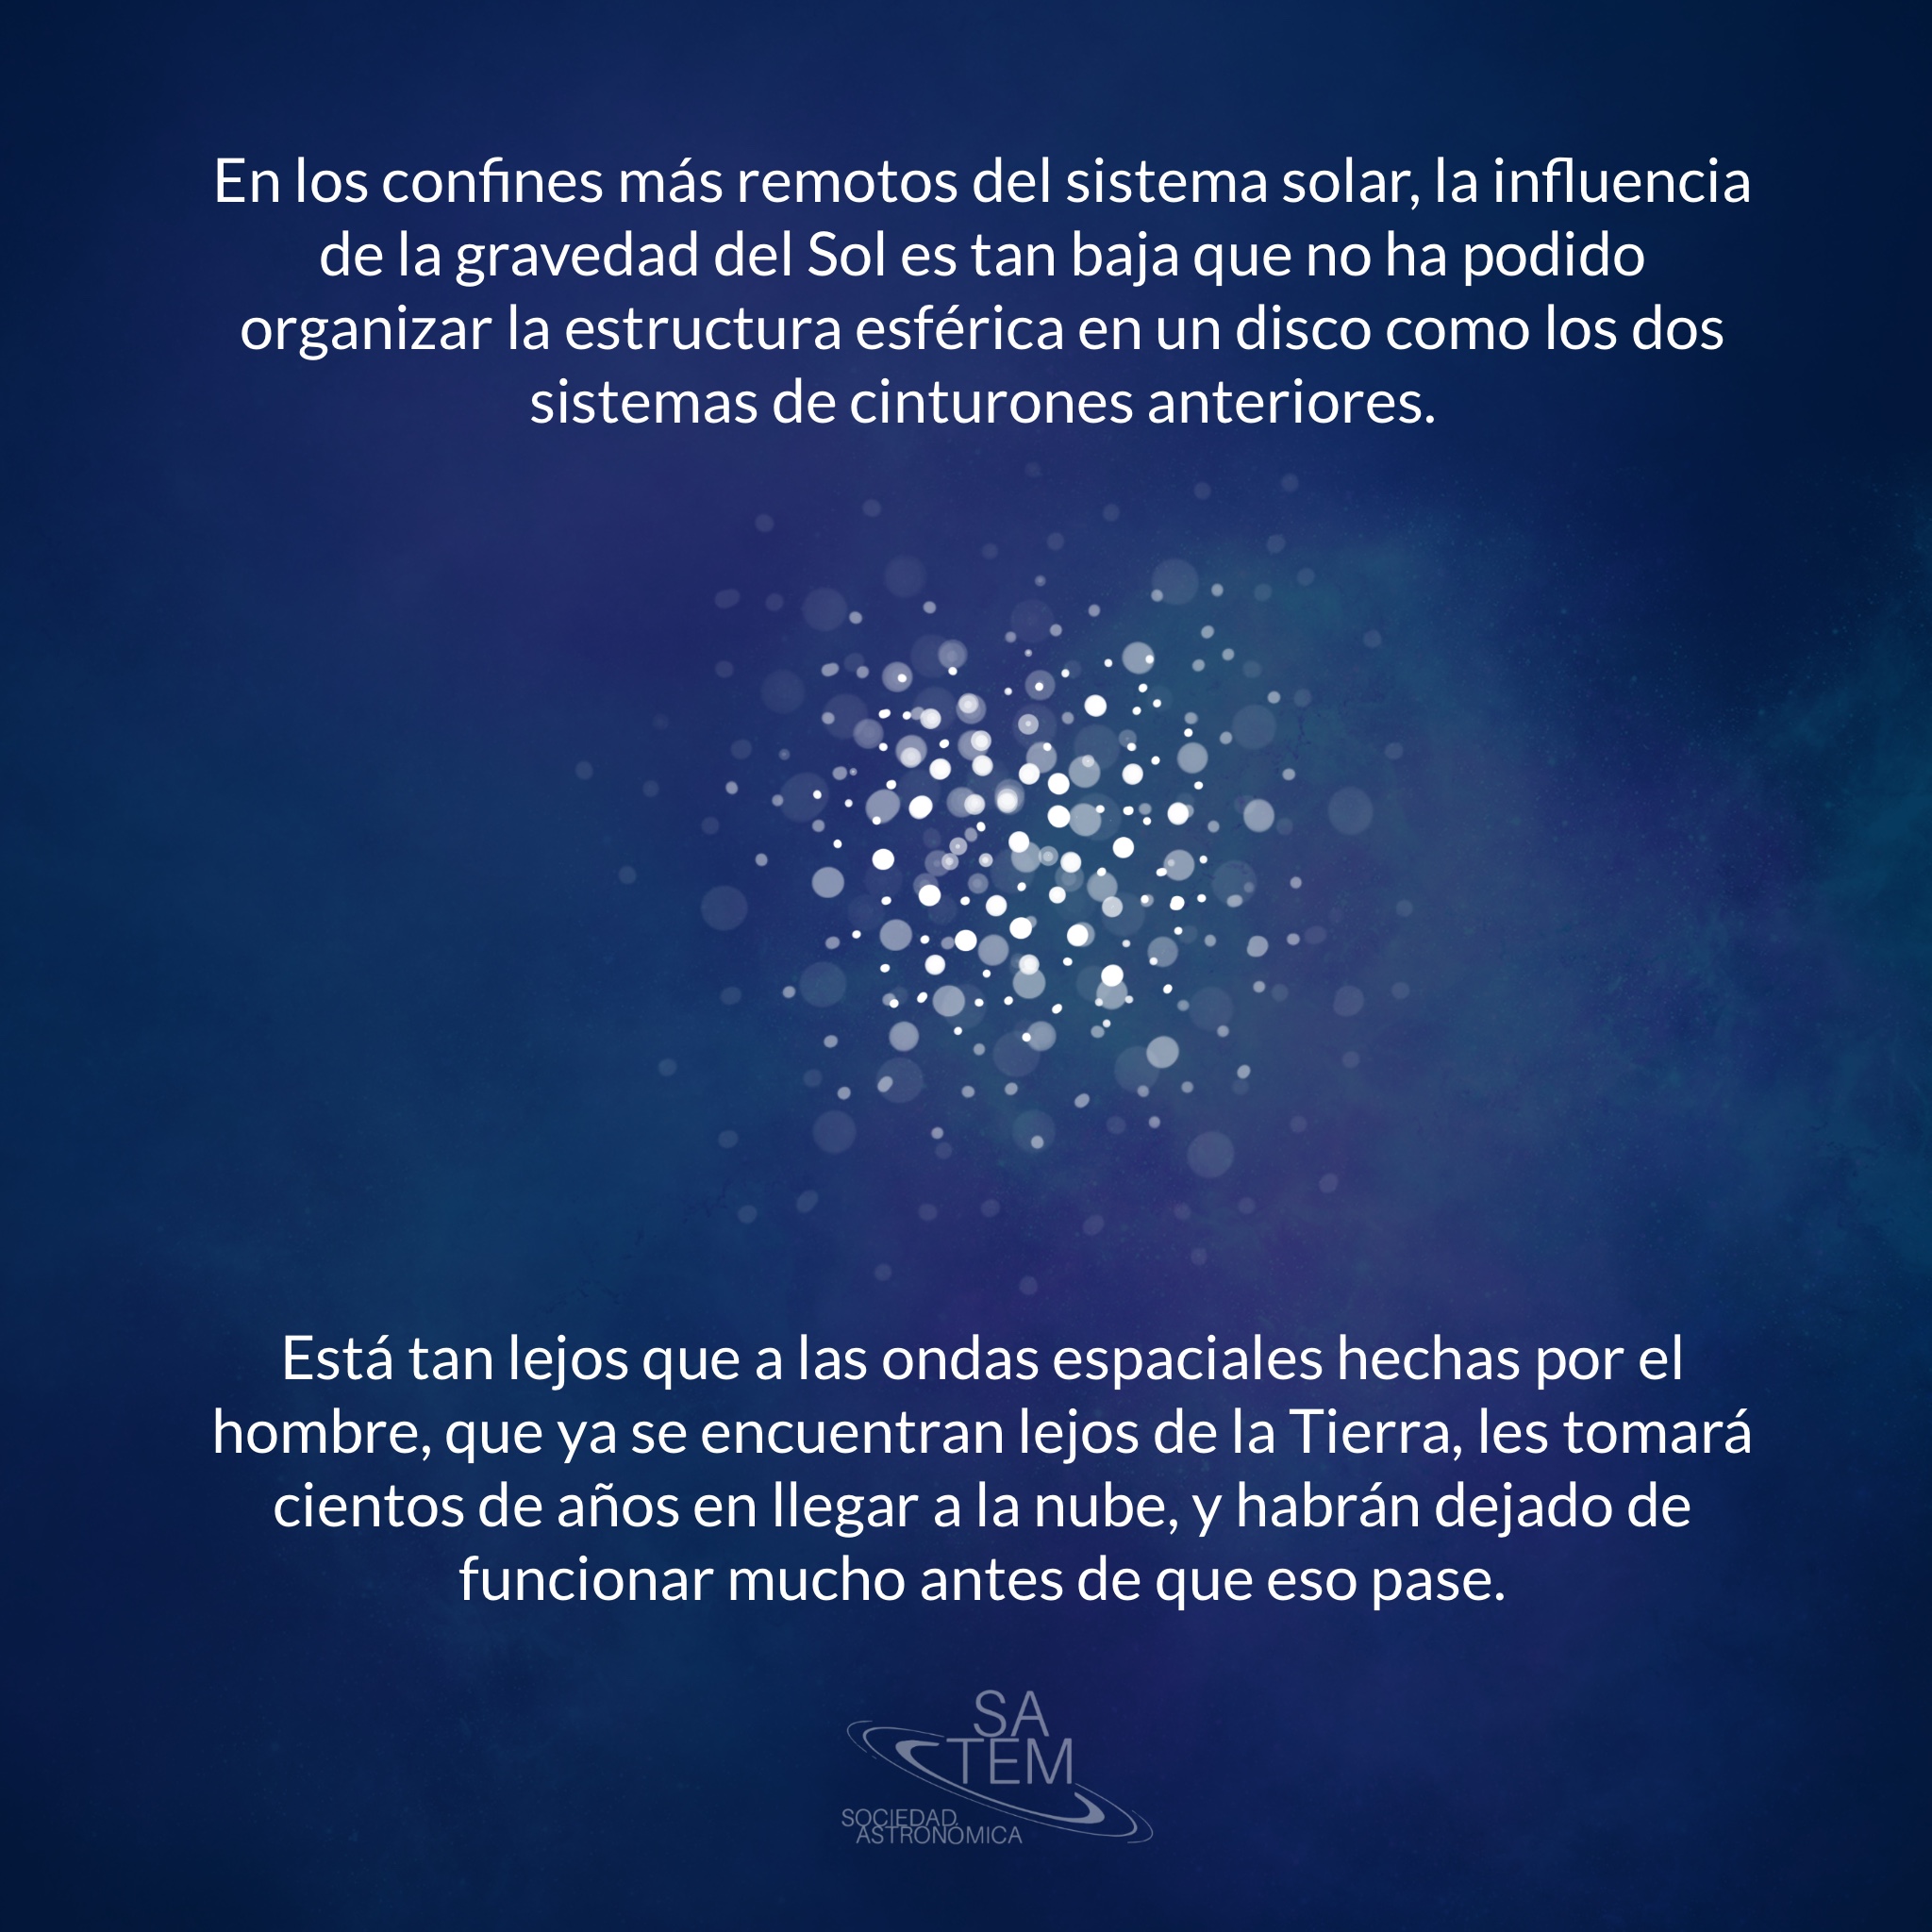 En los confines más remotos del sistema solar, la influencia
de la gravedad del Sol es tan baja que no ha podido
organizar la estructura esférica en un disco como los dos
sistemas de cinturones anteriores.
Está tan lejos que a las ondas espaciales hechas por el
hombre, que ya se encuentran lejos de la Tierra, les tomará
cientos de años en llegar a la nube, y habrán dejado de
funcionar mucho antes de que eso pase.
SA
TEM
SOCIEDAD
ASTRONÓMICA